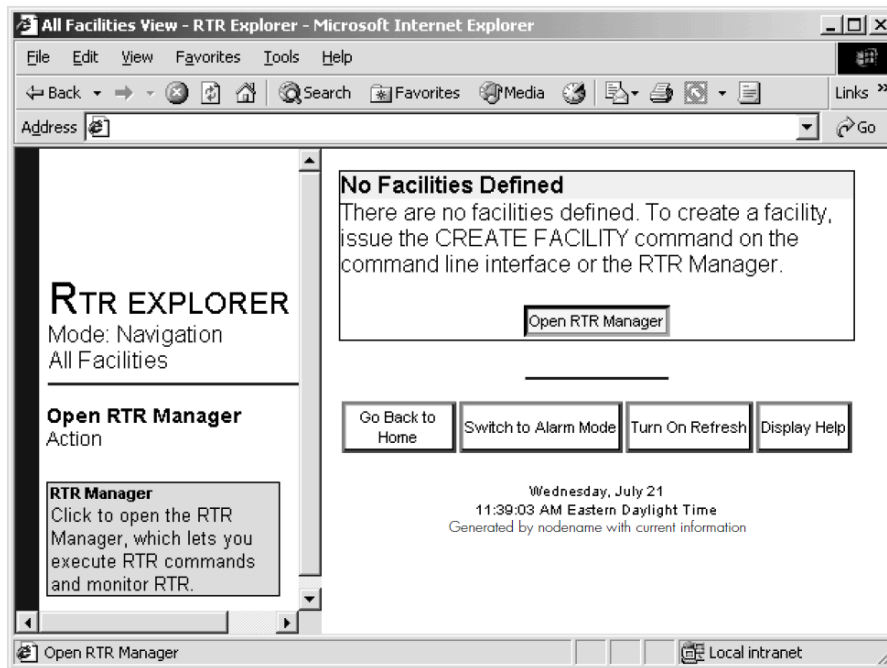 All Facilities View - RTR Explorer - Microsoft Internet Explorer
File Edit View Favorites Tools Help
Back Search Favorites Media Links »
Address Go
RTR EXPLORER
Mode: Navigation
All Facilities
Open RTR Manager
Action
RTR Manager
Click to open the RTR
Manager, which lets you
execute RTR commands
and monitor RTR.
No Facilities Defined
There are no facilities defined. To create a facility,
issue the CREATE FACILITY command on the
command line interface or the RTR Manager.
Open RTR Manager
Go Back to
Home
Switch to Alarm Mode
Turn On Refresh
Display Help
Wednesday, July 21
11:39:03 AM Eastern Daylight Time
Generated by nodename with current information
Open RTR Manager
Local intranet